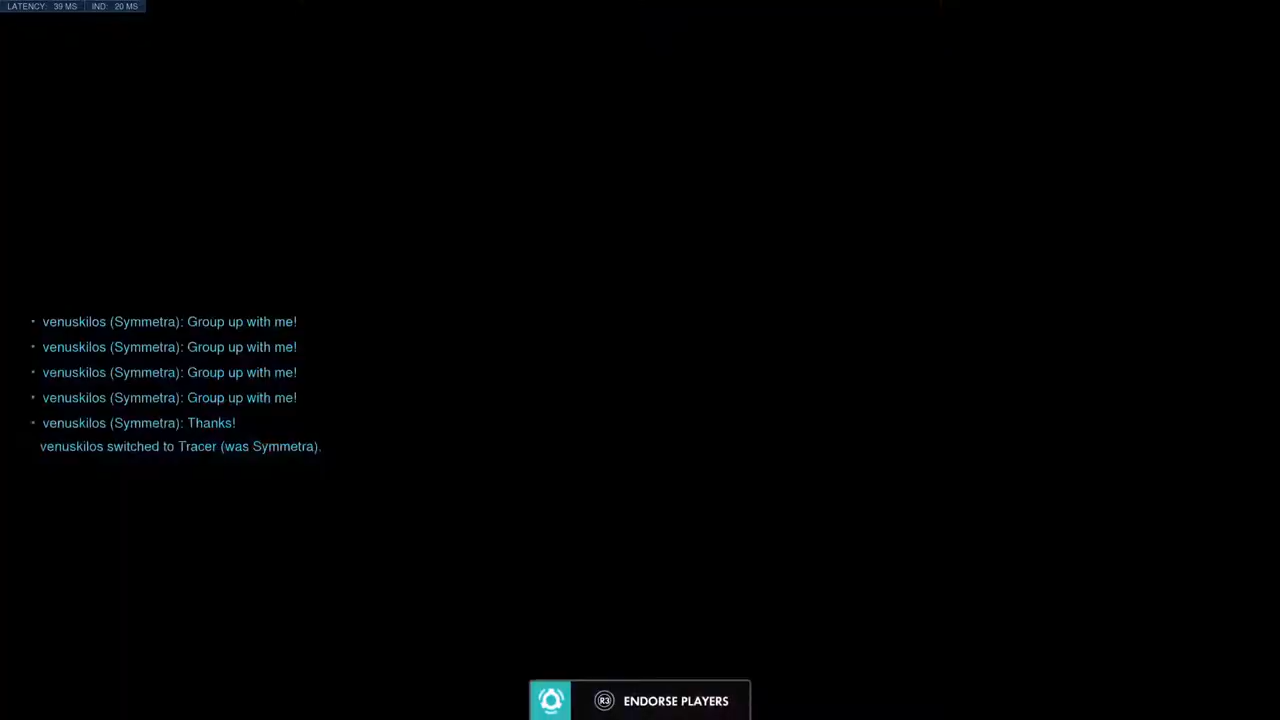 LATENCY: 39 MS IND: 20 MS
venuskilos (Symmetra): Group up with me!
venuskilos (Symmetra): Group up with me!
venuskilos (Symmetra): Group up with me!
venuskilos (Symmetra): Group up with me!
venuskilos (Symmetra): Thanks!
venuskilos switched to Tracer (was Symmetra).
R3 ENDORSE PLAYERS